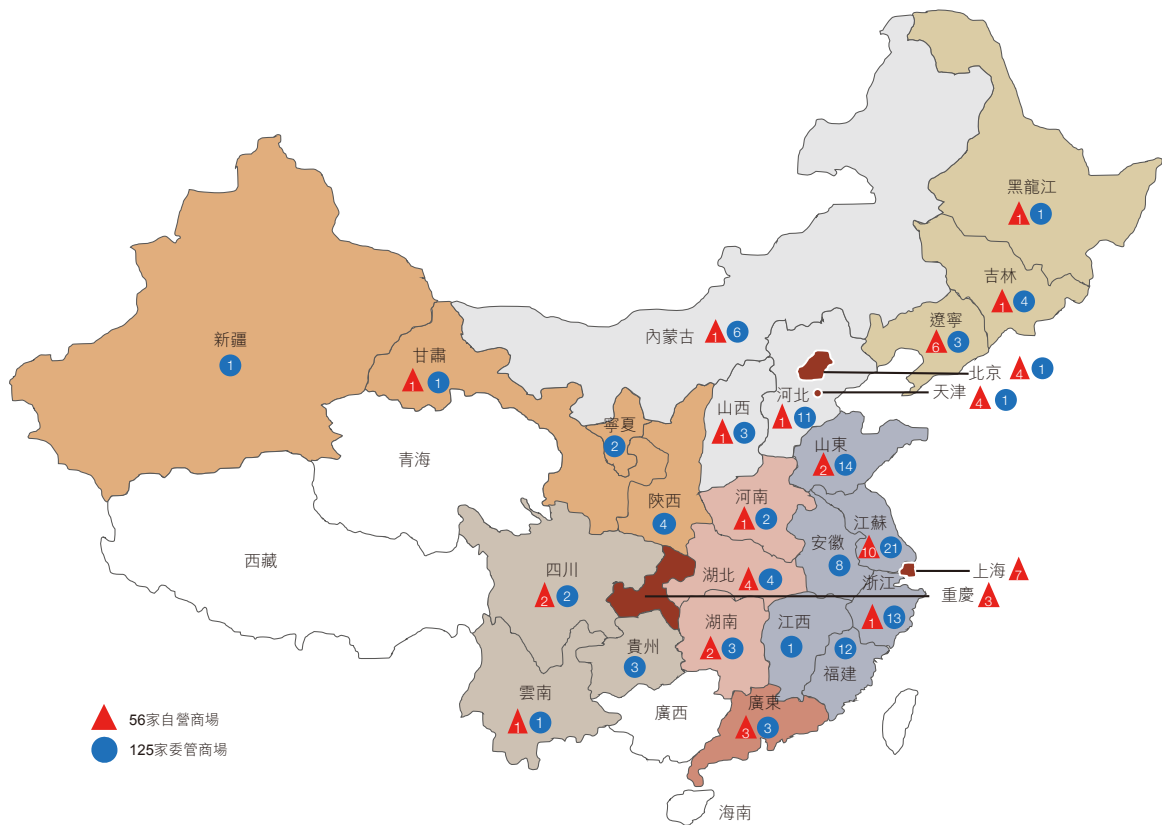 黑龍江
1 1
吉林
1 4
遼寧
6 3
內蒙古 1 6
新疆
1
甘肅
1 1
北京 4 1
天津 4 1
河北
1 11
山西
1 3
寧夏
2
山東
2 14
青海
陝西
4
河南
1 2
江蘇
10 21
安徽
8
西藏
四川
2 2
湖北 4 4
上海 7
浙江
1 13
重慶 3
湖南
2 3
江西
1
貴州
3
12
福建
雲南
1 1
廣西
廣東
3 3
海南
56家自營商場
125家委管商場